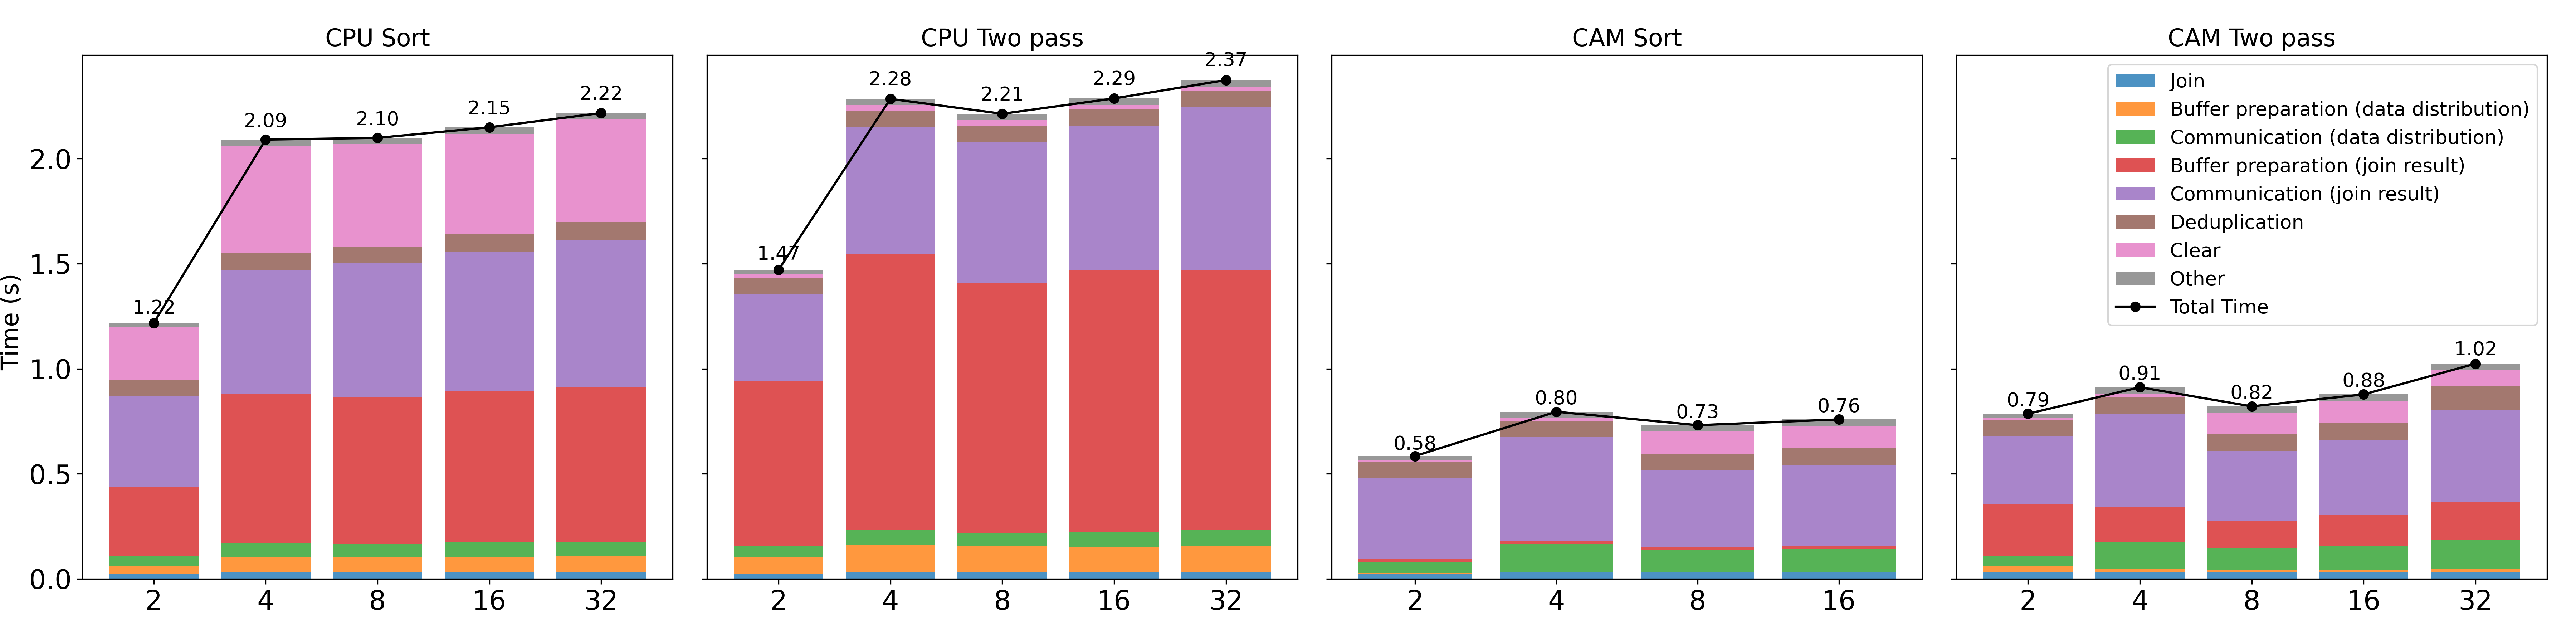 CPU Sort
CPU Two pass
CAM Sort
CAM Two pass
Time (s)
2.0
1.5
1.0
0.5
0.0
1.22
2.09
2.10
2.15
2.22
2 4 8 16 32
1.47
2.28
2.21
2.29
2.37
2 4 8 16 32
0.58
0.80
0.73
0.76
2 4 8 16
Join
Buffer preparation (data distribution)
Communication (data distribution)
Buffer preparation (join result)
Communication (join result)
Deduplication
Clear
Other
Total Time
0.79
0.91
0.82
0.88
1.02
2 4 8 16 32